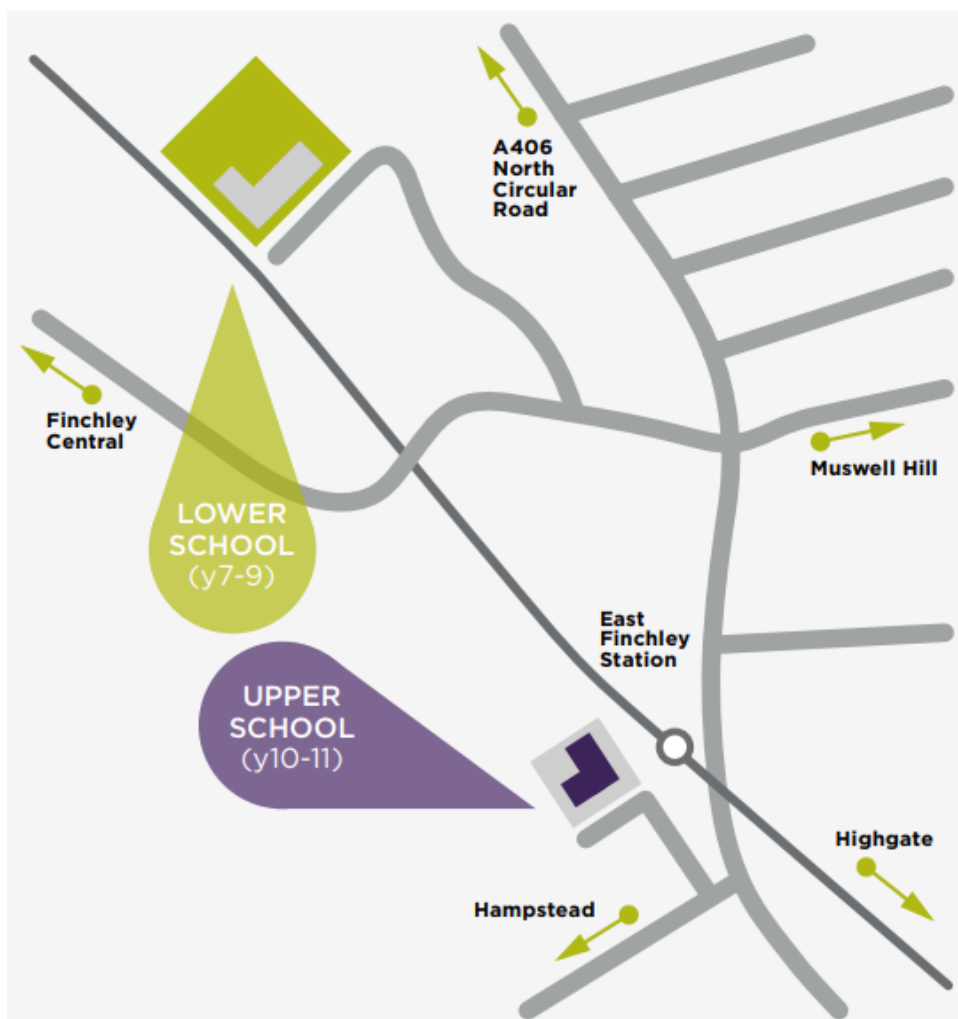 A406
North
Circular
Road
Finchley
Central
Muswell Hill
LOWER
SCHOOL
(y7-9)
East
Finchley
Station
UPPER
SCHOOL
(y10-11)
Highgate
Hampstead